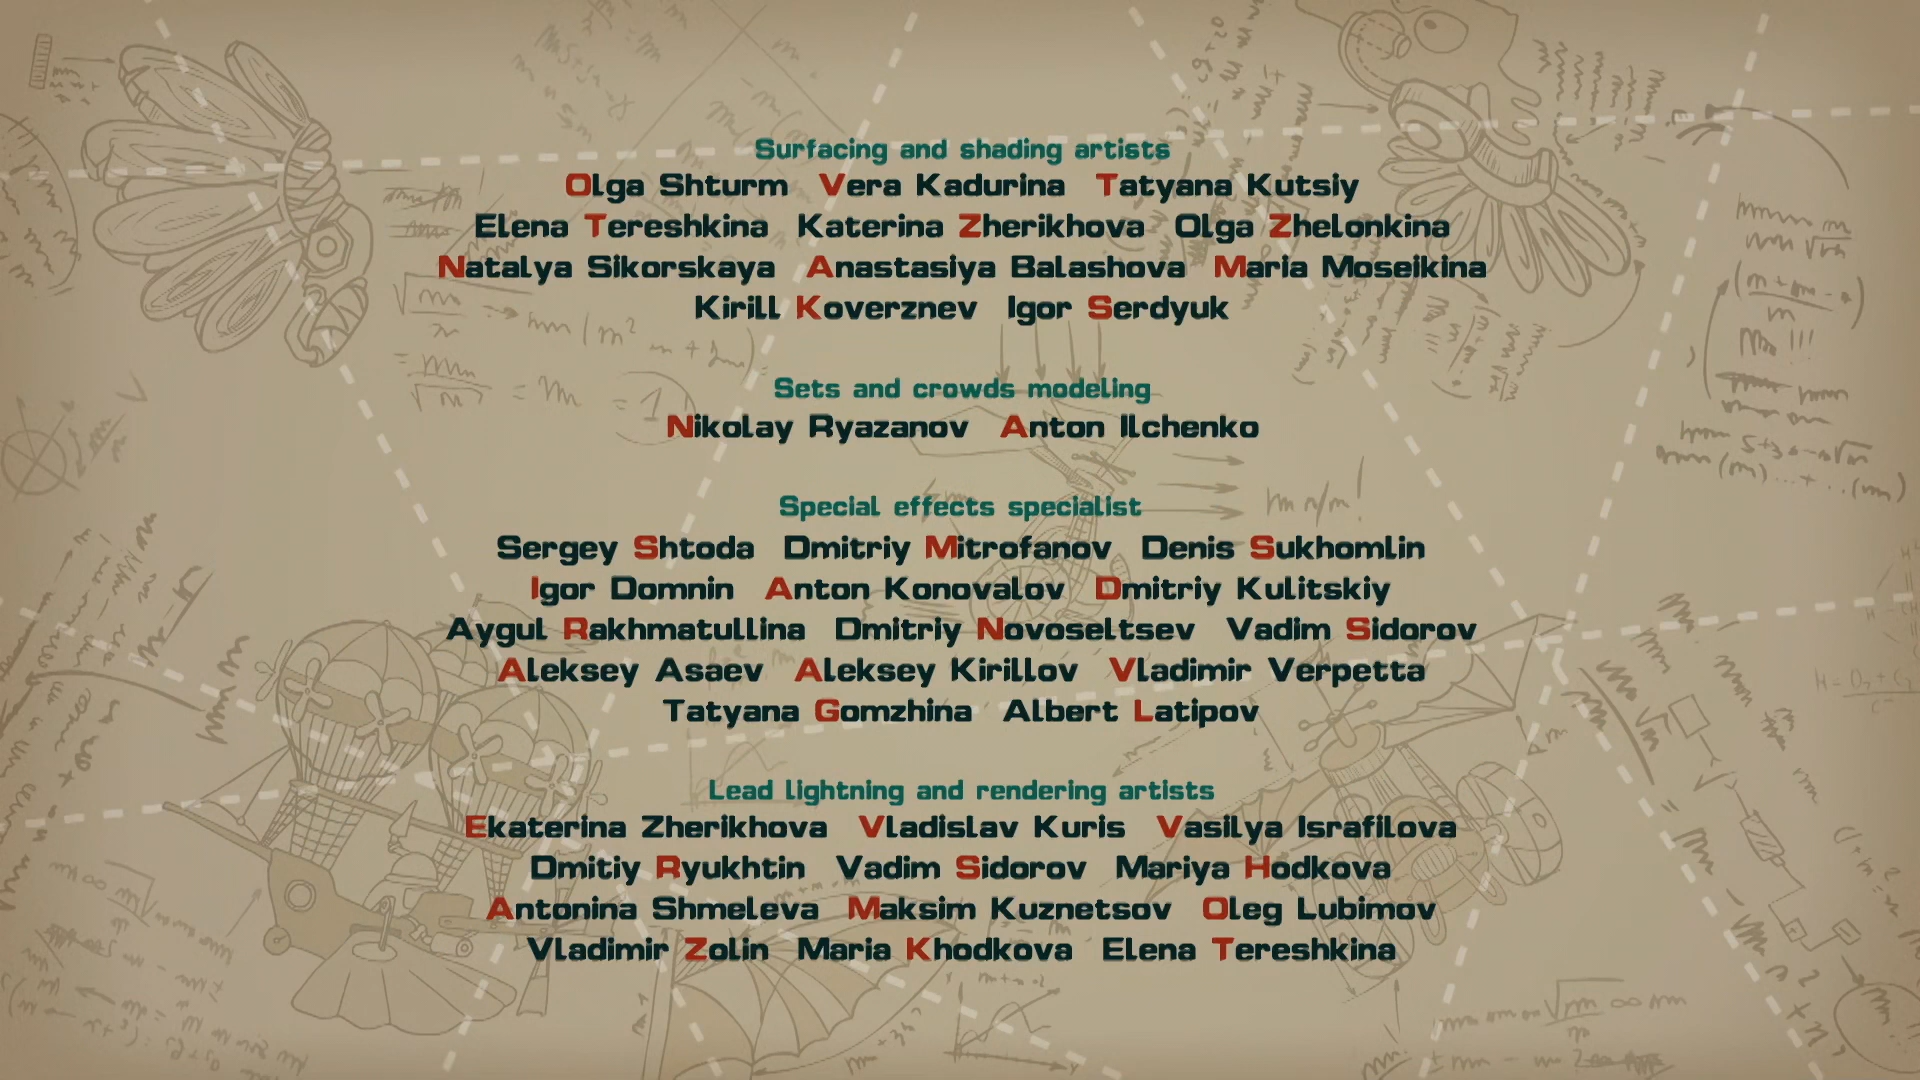 Surfacing and shading artists
Olga Shturm Vera Kadurina Tatyana Kutsiy
Elena Tereshkina Katerina Zherikhova Olga Zhelonkina
Natalya Sikorskaya Anastasiya Balashova Maria Moseikina
Kirill Koverznev Igor Serdyuk
Sets and crowds modeling
Nikolay Ryazanov Anton Ilchenko
Special effects specialist
Sergey Shtoda Dmitriy Mitrofanov Denis Sukhomlin
Igor Domnin Anton Konovalov Dmitriy Kulitskiy
Aygul Rakhmatullina Dmitriy Novoseltsev Vadim Sidorov
Aleksey Asaev Aleksey Kirillov Vladimir Verpetta
Tatyana Gomzhina Albert Latipov
Lead lightning and rendering artists
Ekaterina Zherikhova Vladislav Kuris Vasilya Israfilova
Dmitiy Ryukhtin Vadim Sidorov Mariya Hodkova
Antonina Shmeleva Maksim Kuznetsov Oleg Lubimov
Vladimir Zolin Maria Khodkova Elena Tereshkina